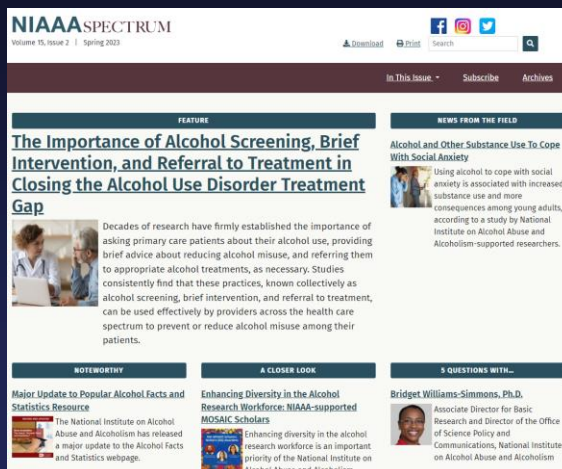 NIAAA SPECTRUM
Volume 15, Issue 2 | Spring 2023
Download
Print
Search
In This Issue
Subscribe
Archives
FEATURE
The Importance of Alcohol Screening, Brief
Intervention, and Referral to Treatment in
Closing the Alcohol Use Disorder Treatment
Gap
Decades of research have firmly established the importance of
asking primary care patients about their alcohol use, providing
brief advice about reducing alcohol misuse, and referring them
to appropriate alcohol treatments, as necessary. Studies
consistently find that these practices, known collectively as
alcohol screening, brief intervention, and referral to treatment,
can be used effectively by providers across the health care
spectrum to prevent or reduce alcohol misuse among their
patients.
NEWS FROM THE FIELD
Alcohol and Other Substance Use To Cope
With Social Anxiety
Using alcohol to cope with social
anxiety is associated with increased
substance use and more
consequences among young adults,
according to a study by National
Institute on Alcohol Abuse and
Alcoholism-supported researchers.
NOTEWORTHY
Major Update to Popular Alcohol Facts and
Statistics Resource
The National Institute on Alcohol
Abuse and Alcoholism has released
a major update to the Alcohol Facts
and Statistics webpage.
A CLOSER LOOK
Enhancing Diversity in the Alcohol
Research Workforce: NIAAA-supported
MOSAIC Scholars
Enhancing diversity in the alcohol
research workforce is an important
priority of the National Institute on
Alcohol Abuse and Alcoholism
5 QUESTIONS WITH…
Bridget Williams-Simmons, Ph.D.
Associate Director for Basic
Research and Director of the Office
of Science Policy and
Communications, National Institute
on Alcohol Abuse and Alcoholism